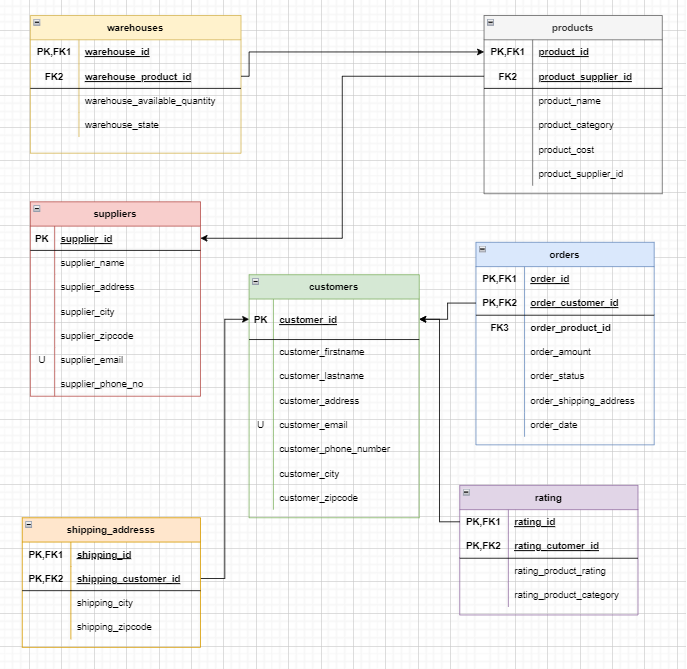 warehouses
PK,FK1 warehouse_id
FK2 warehouse_product_id
warehouse_available_quantity
warehouse_state
products
PK,FK1 product_id
FK2 product_supplier_id
product_name
product_category
product_cost
product_supplier_id
suppliers
PK supplier_id
supplier_name
supplier_address
supplier_city
supplier_zipcode
U supplier_email
supplier_phone_no
customers
PK customer_id
customer_firstname
customer_lastname
customer_address
U customer_email
customer_phone_number
customer_city
customer_zipcode
orders
PK,FK1 order_id
PK,FK2 order_customer_id
FK3 order_product_id
order_amount
order_status
order_shipping_address
order_date
shipping_addresss
PK,FK1 shipping_id
PK,FK2 shipping_customer_id
shipping_city
shipping_zipcode
rating
PK,FK1 rating_id
PK,FK2 rating_cutomer_id
rating_product_rating
rating_product_category